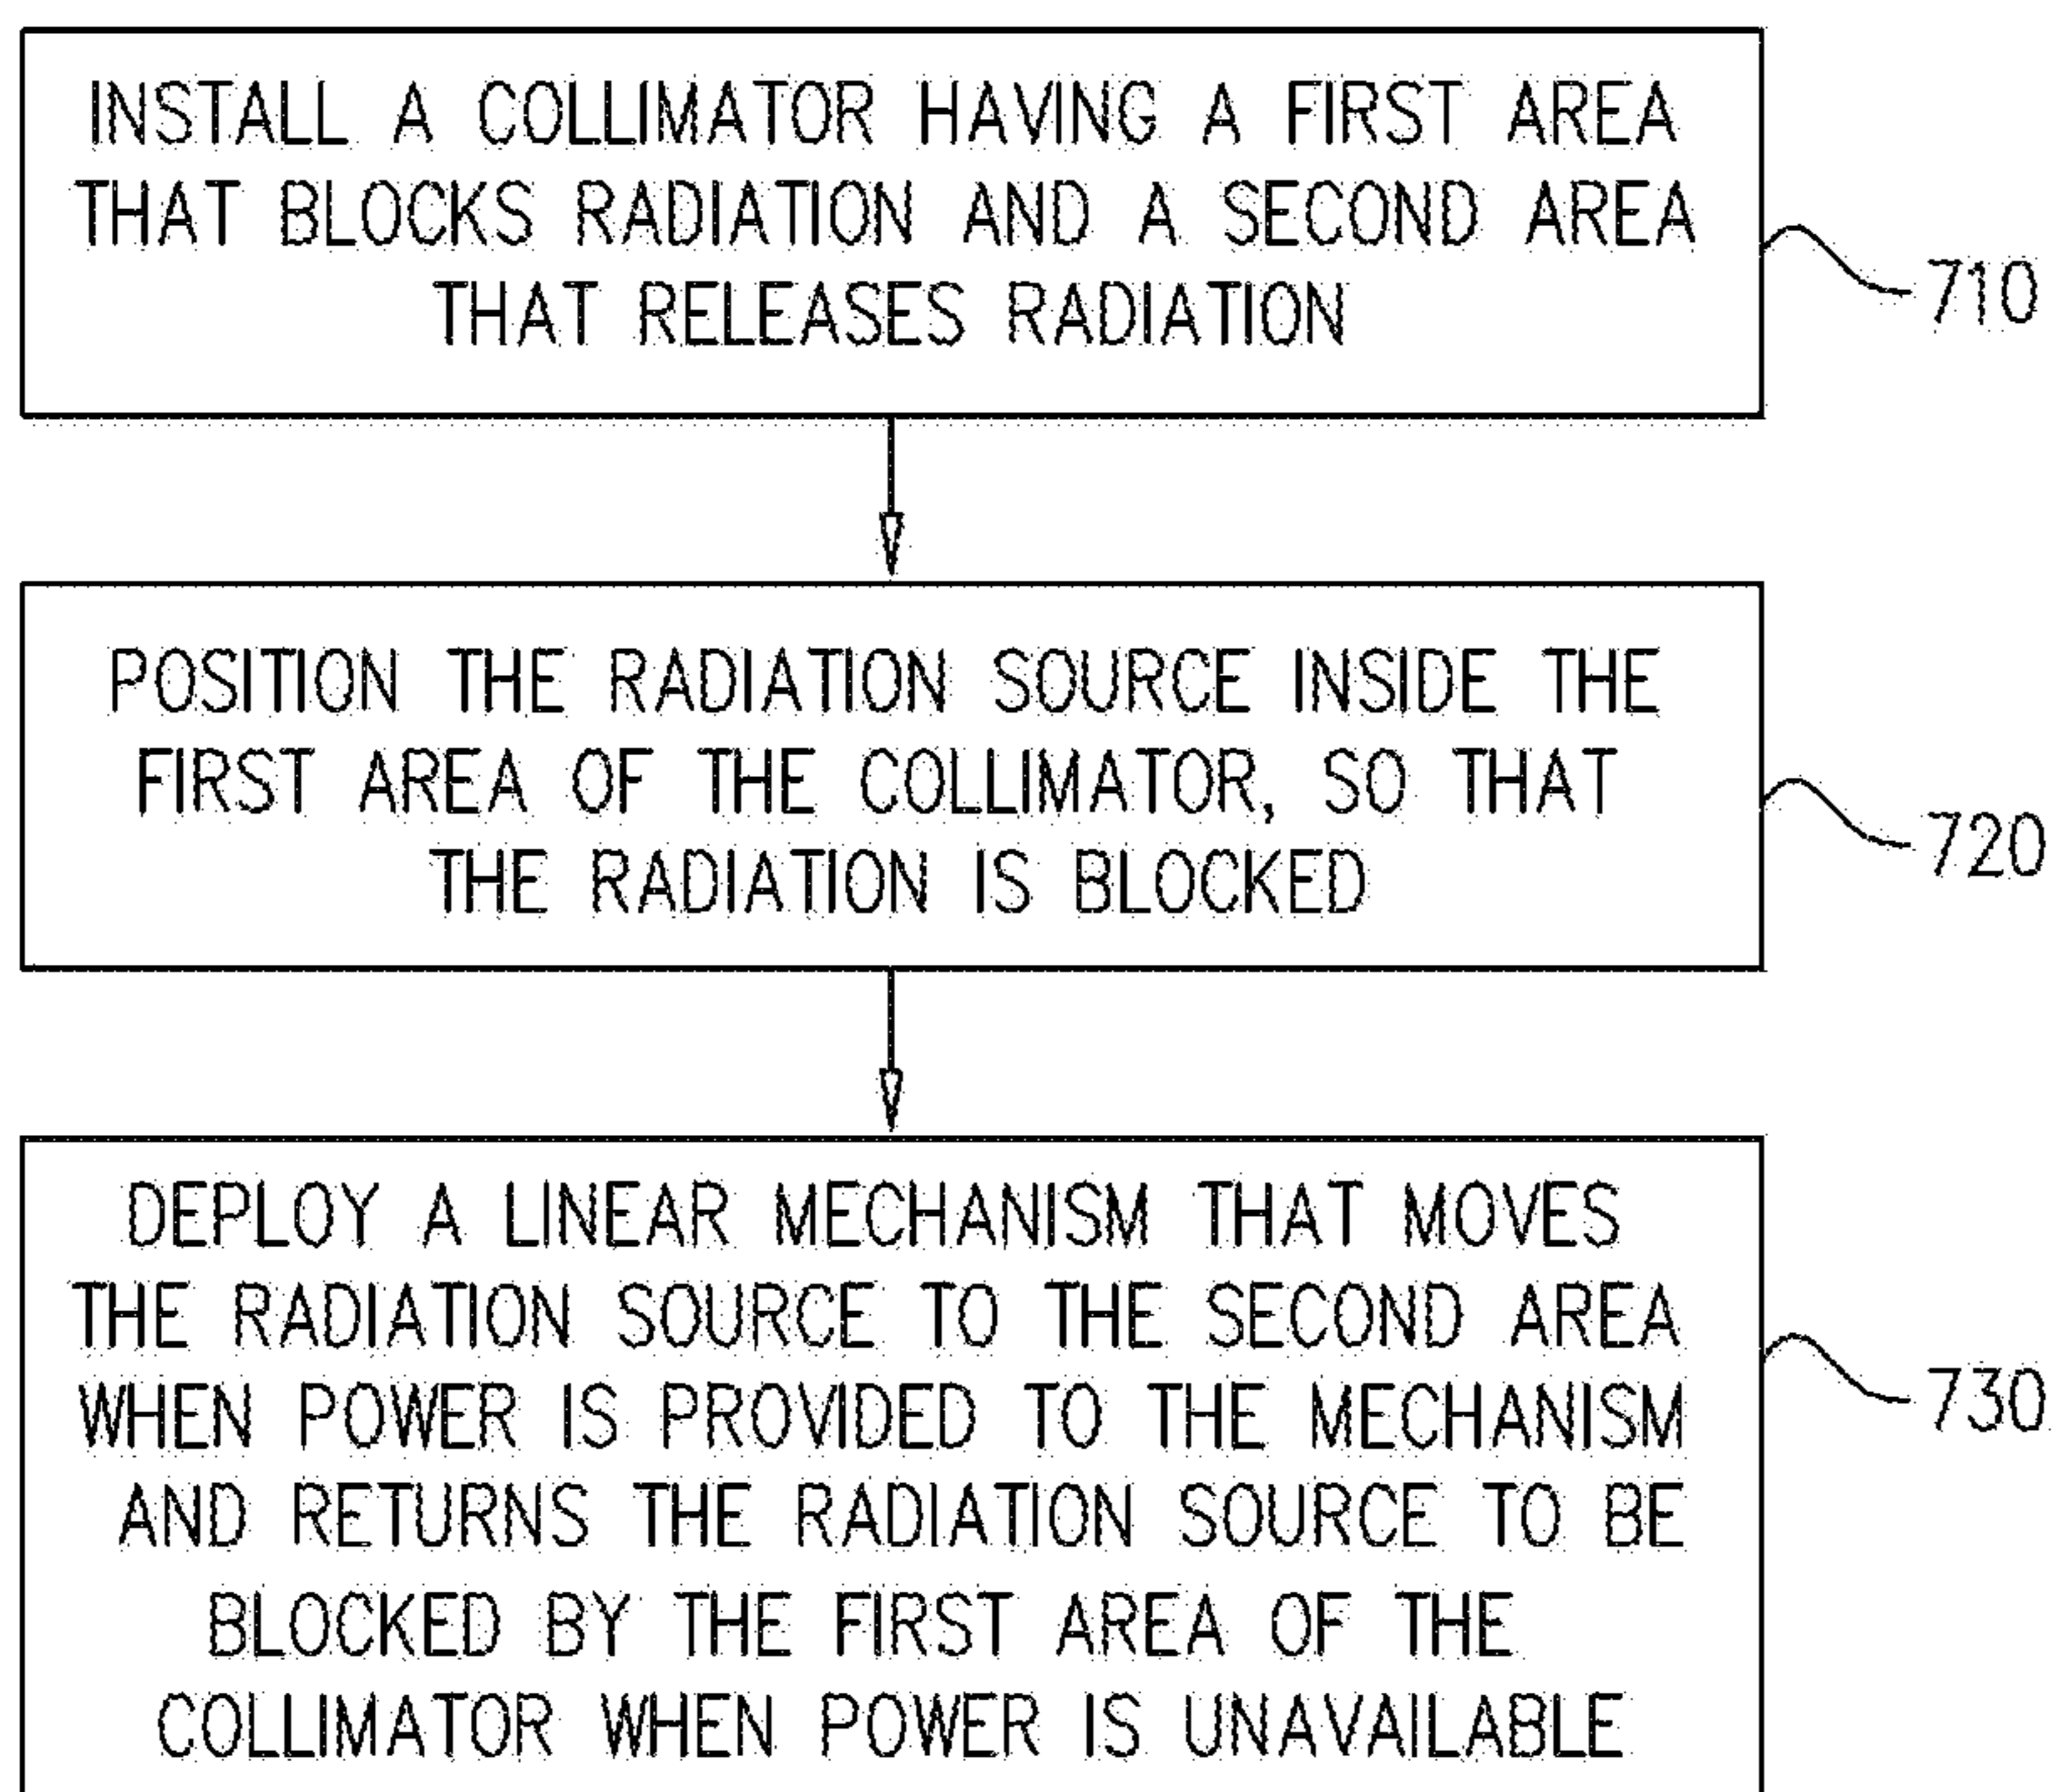 INSTALL A COLLIMATOR HAVING A FIRST AREA
THAT BLOCKS RADIATION AND A SECOND AREA
THAT RELEASES RADIATION
710
POSITION THE RADIATION SOURCE INSIDE THE
FIRST AREA OF THE COLLIMATOR, SO THAT
THE RADIATION IS BLOCKED
720
DEPLOY A LINEAR MECHANISM THAT MOVES
THE RADIATION SOURCE TO THE SECOND AREA
WHEN POWER IS PROVIDED TO THE MECHANISM
AND RETURNS THE RADIATION SOURCE TO BE
BLOCKED BY THE FIRST AREA OF THE
COLLIMATOR WHEN POWER IS UNAVAILABLE
730